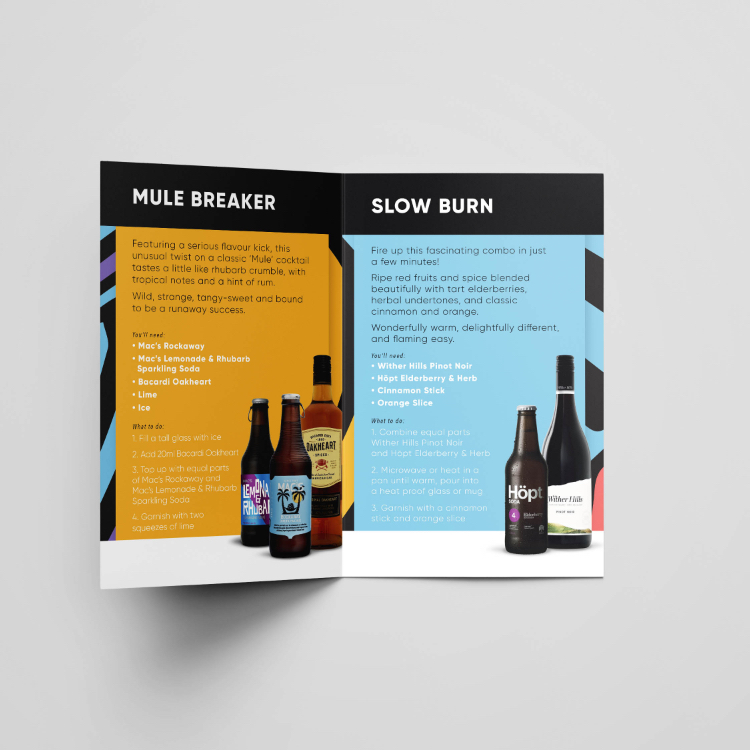 MULE BREAKER
Featuring a serious flavour kick, this
unusual twist on a classic 'Mule' cocktail
tastes a little like rhubarb crumble, with
tropical notes and a hint of rum.
Wild, strange, tangy-sweet and bound
to be a runaway success.
You'll need:
• Mac's Rockaway
• Mac's Lemonade & Rhubarb
Sparkling Soda
• Bacardi Oakheart
• Lime
• Ice
What to do:
1. Fill a tall glass with ice
2. Add 20ml Bacardi Oakheart
3. Top up with equal parts
of Mac's Rockaway and
Mac's Lemonade & Rhubarb
Sparkling Soda
4. Garnish with two
squeezes of lime
OAKHEART
MAC'S
SLOW BURN
Fire up this fascinating combo in just
a few minutes!
Ripe red fruits and spice blended
beautifully with tart elderberries,
herbal undertones, and classic
cinnamon and orange.
Wonderfully warm, delightfully different,
and flaming easy.
You'll need:
• Wither Hills Pinot Noir
• Höpt Elderberry & Herb
• Cinnamon Stick
• Orange Slice
What to do:
1. Combine equal parts
Wither Hills Pinot Noir
and Hopt Elderberry & Herb
2. Microwave or heat in a
pan until warm, pour into
a heat proof glass or mug
3. Garnish with a cinnamon
stick and orange slice
Höpt
SODA
4
Wither Hills
PINOT NOIR